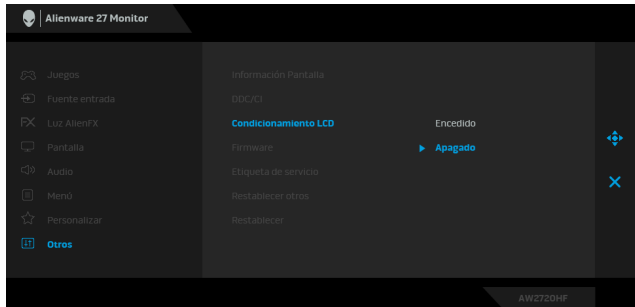 Alienware 27 Monitor
Juegos
Fuente entrada
FX Luz AlienFX
Pantalla
Audio
Menú
Personalizar
Otros
Información Pantalla
DDC/CI
Condicionamiento LCD
Firmware
Etiqueta de servicio
Restablecer otros
Restablecer
Encedido
Apagado
AW2720HF